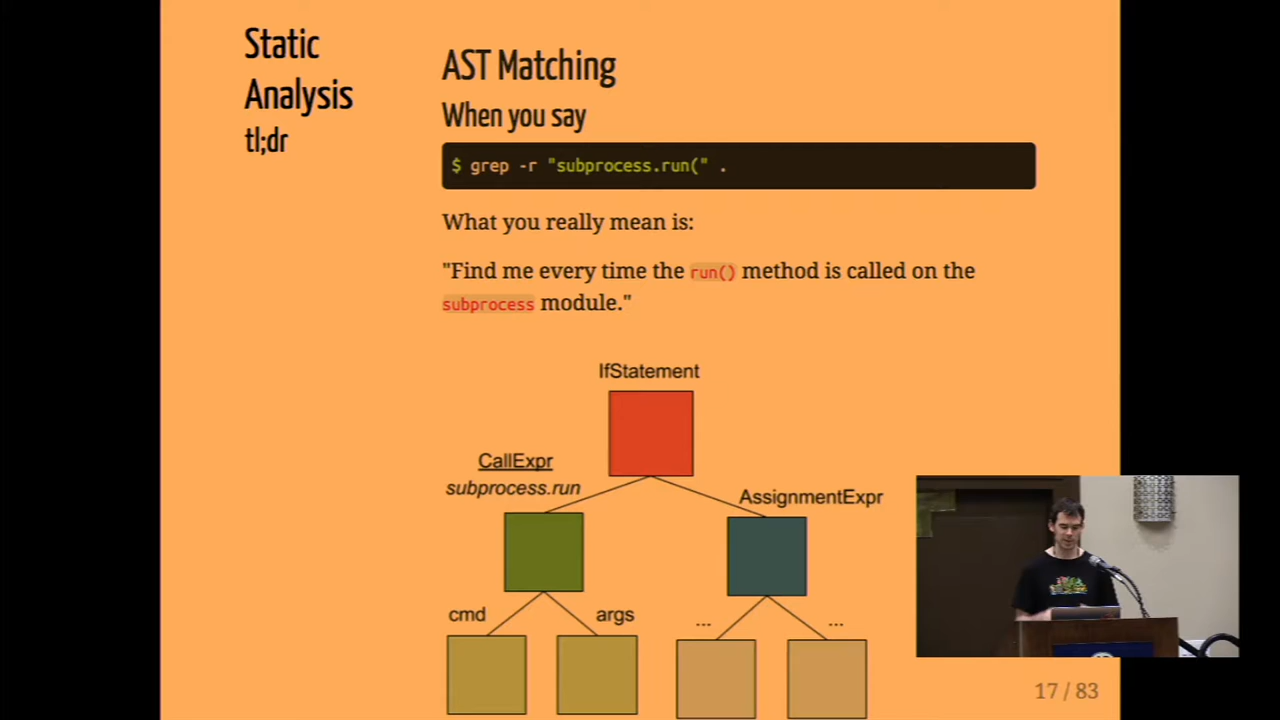 Static
Analysis
tl;dr
AST Matching
When you say
$ grep -r "subprocess.run(" .
What you really mean is:
"Find me every time the run() method is called on the
subprocess module."
IfStatement
CallExpr
subprocess.run
AssignmentExpr
cmd
args
...
...
17 / 83